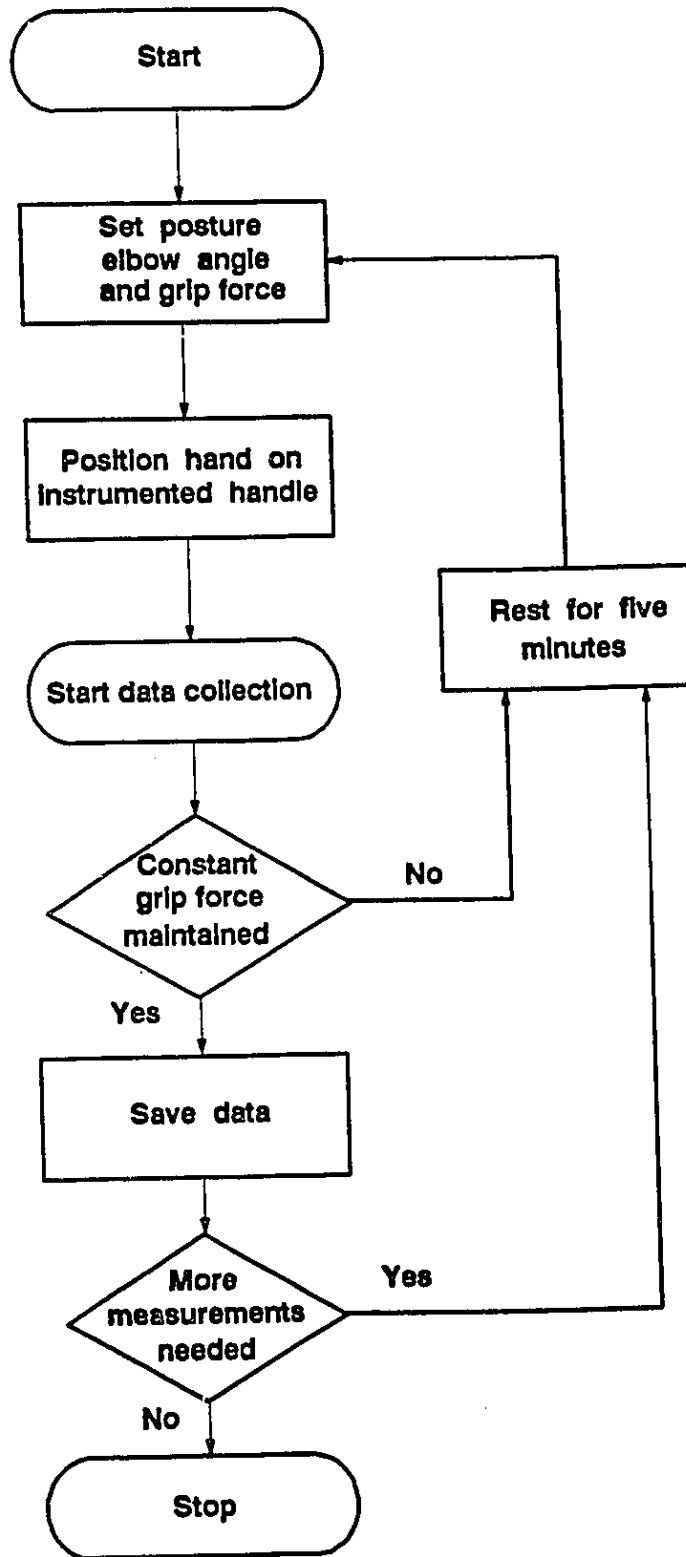 Start
Set posture
elbow angle
and grip force
Position hand on
instrumented handle
Rest for five
minutes
Start data collection
Constant
grip force
maintained
No
Yes
Save data
More
measurements
needed
Yes
No
Stop